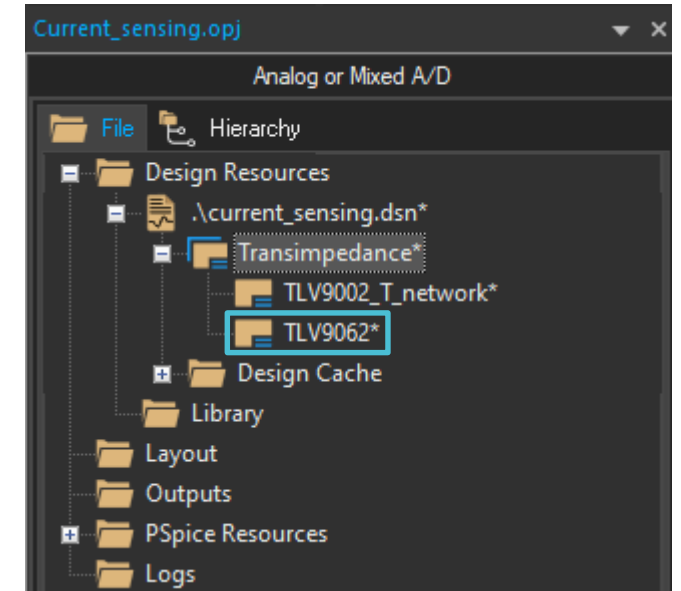 Current_sensing.opj
Analog or Mixed A/D
File Hierarchy
Design Resources
.\current_sensing.dsn*
Transimpedance*
TLV9002_T_network*
TLV9062*
Design Cache
Library
Layout
Outputs
PSpice Resources
Logs